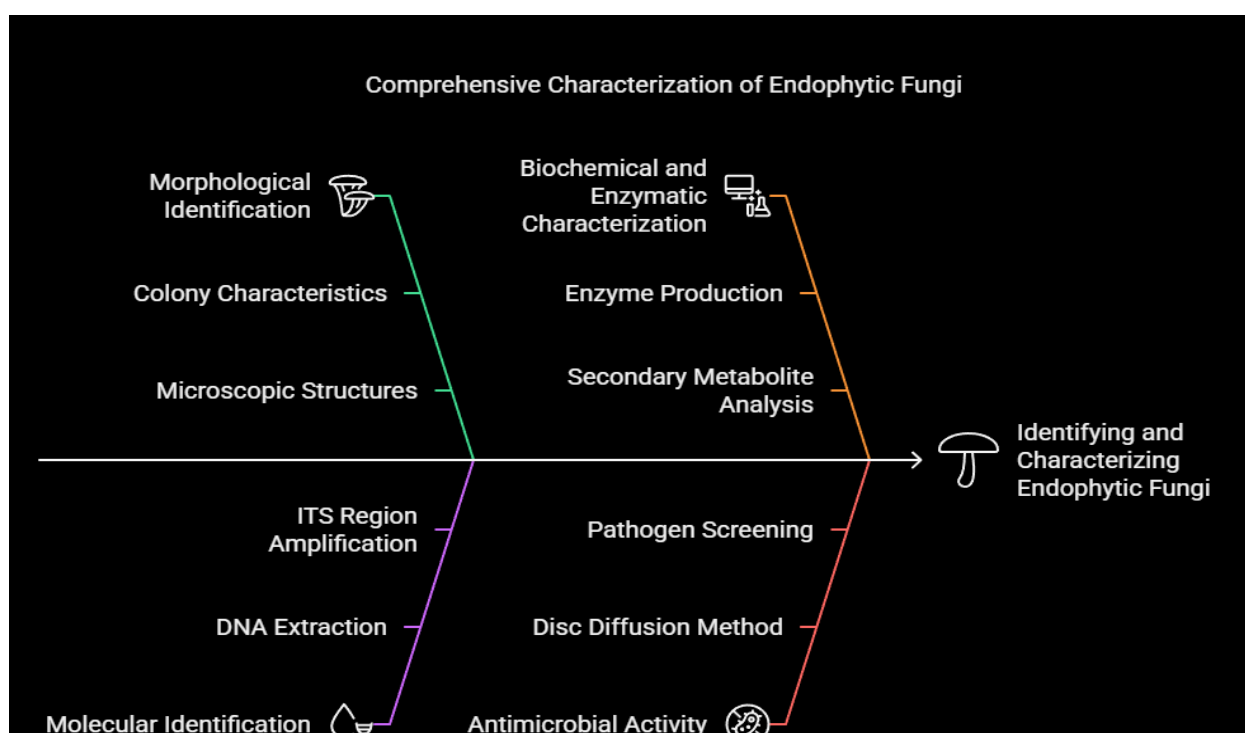 Comprehensive Characterization of Endophytic Fungi
Morphological
Identification
Colony Characteristics
Microscopic Structures
Biochemical and
Enzymatic
Characterization
Enzyme Production
Secondary Metabolite
Analysis
Identifying and
Characterizing
Endophytic Fungi
ITS Region
Amplification
DNA Extraction
Molecular Identification
Pathogen Screening
Disc Diffusion Method
Antimicrobial Activity